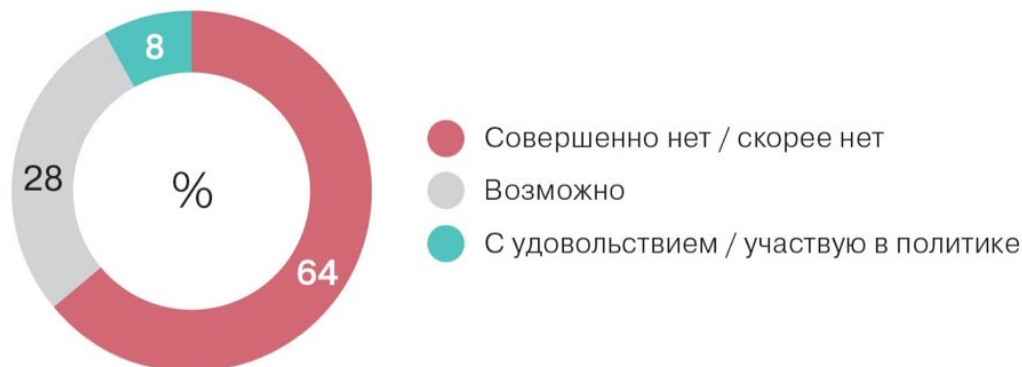 8
28
%
64
Совершенно нет / скорее нет
Возможно
С удовольствием / участвую в политике